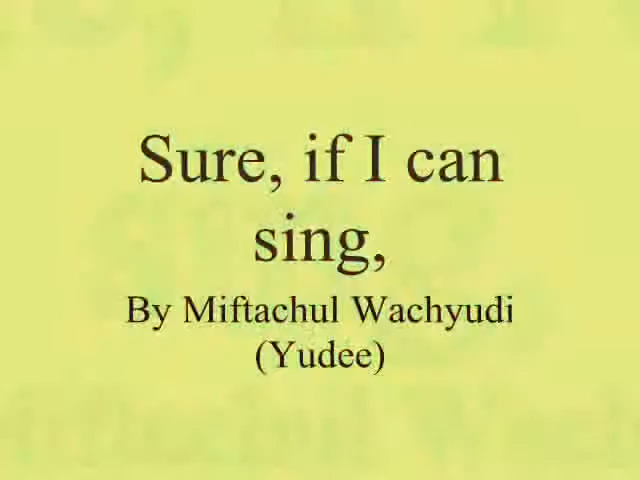 Sure, if I can
sing,
By Miftachul Wachyudi
(Yudee)